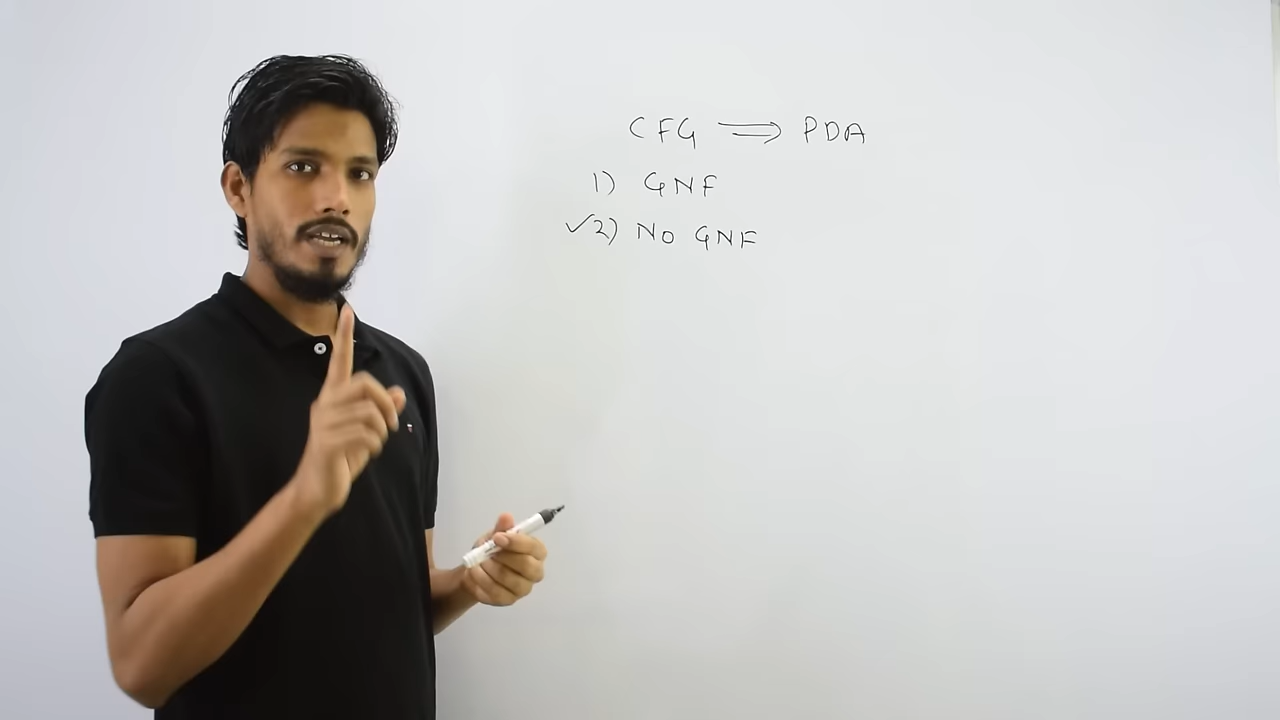 CFG ⇒ PDA
1) GNF
✓2) NO GNF